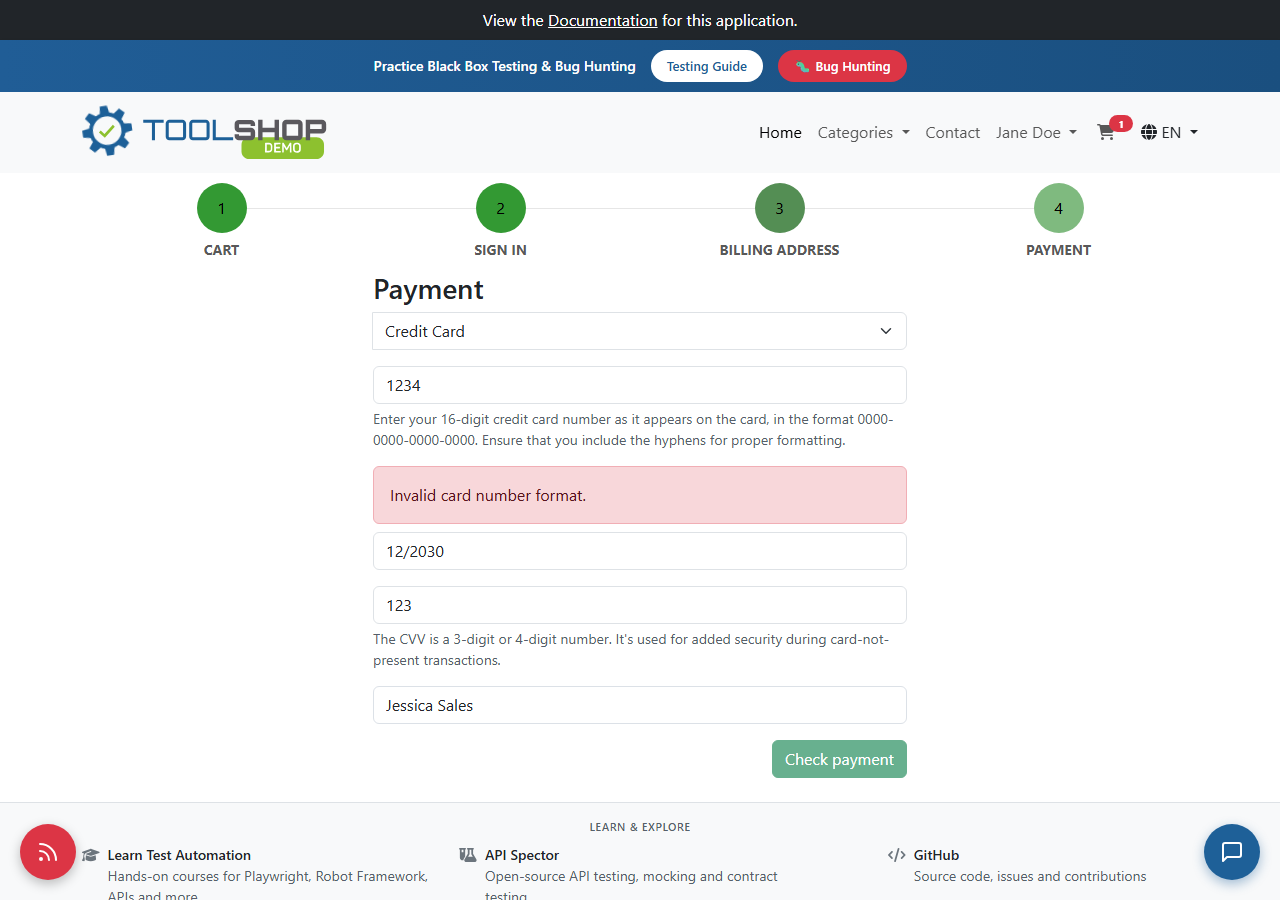 View the Documentation for this application.
Practice Black Box Testing & Bug Hunting
Testing Guide
Bug Hunting
TOOLSHOP
DEMO
Home
Categories
Contact
Jane Doe
1
EN
1
2
3
4
CART
SIGN IN
BILLING ADDRESS
PAYMENT
Payment
Credit Card
1234
Enter your 16-digit credit card number as it appears on the card, in the format 0000-
0000-0000-0000. Ensure that you include the hyphens for proper formatting.
Invalid card number format.
12/2030
123
The CVV is a 3-digit or 4-digit number. It's used for added security during card-not-
present transactions.
Jessica Sales
Check payment
LEARN & EXPLORE
Learn Test Automation
Hands-on courses for Playwright, Robot Framework,
APIs and more
API Spector
Open-source API testing, mocking and contract
testing
GitHub
Source code, issues and contributions